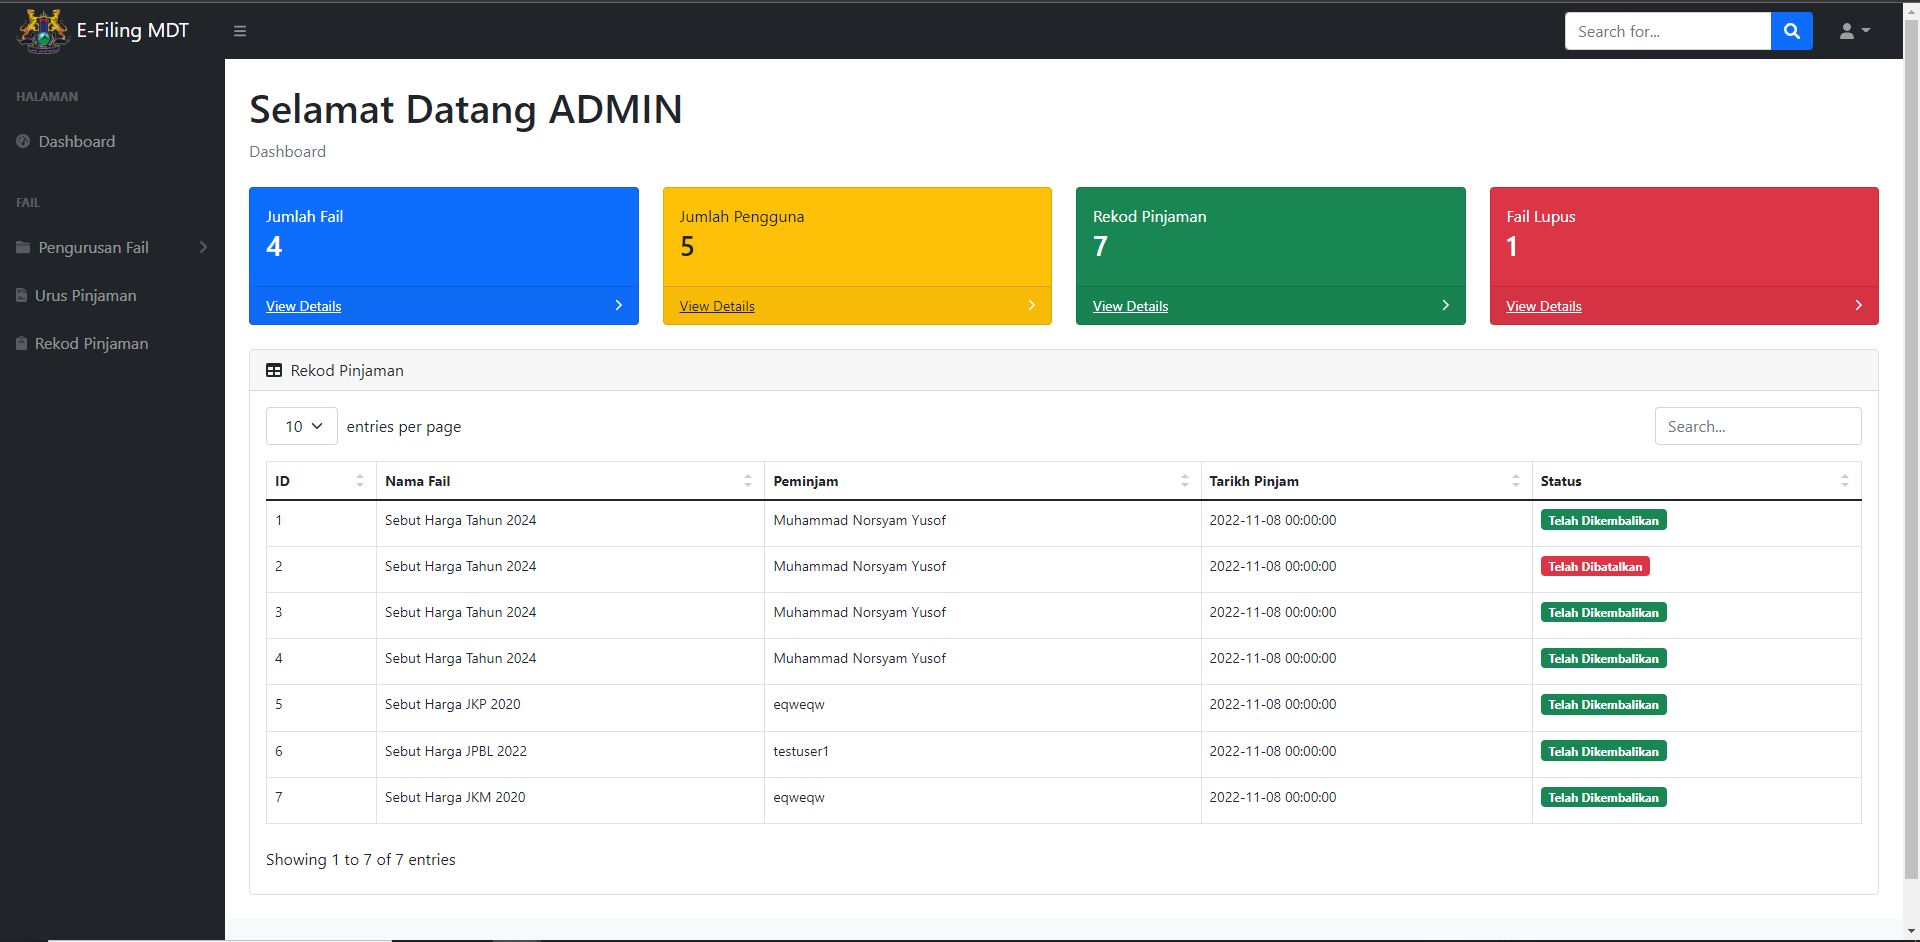 E-Filing MDT
Search for...
HALAMAN
Dashboard
FAIL
Pengurusan Fail
Urus Pinjaman
Rekod Pinjaman
Selamat Datang ADMIN
Dashboard
Jumlah Fail
4
View Details
Jumlah Pengguna
5
View Details
Rekod Pinjaman
7
View Details
Fail Lupus
1
View Details
Rekod Pinjaman
10 entries per page
Search...
ID Nama Fail Peminjam Tarikh Pinjam Status
1 Sebut Harga Tahun 2024 Muhammad Norsyam Yusof 2022-11-08 00:00:00 Telah Dikembalikan
2 Sebut Harga Tahun 2024 Muhammad Norsyam Yusof 2022-11-08 00:00:00 Telah Dibatalkan
3 Sebut Harga Tahun 2024 Muhammad Norsyam Yusof 2022-11-08 00:00:00 Telah Dikembalikan
4 Sebut Harga Tahun 2024 Muhammad Norsyam Yusof 2022-11-08 00:00:00 Telah Dikembalikan
5 Sebut Harga JKP 2020 eqweqw 2022-11-08 00:00:00 Telah Dikembalikan
6 Sebut Harga JPBL 2022 testuser1 2022-11-08 00:00:00 Telah Dikembalikan
7 Sebut Harga JKM 2020 eqweqw 2022-11-08 00:00:00 Telah Dikembalikan
Showing 1 to 7 of 7 entries